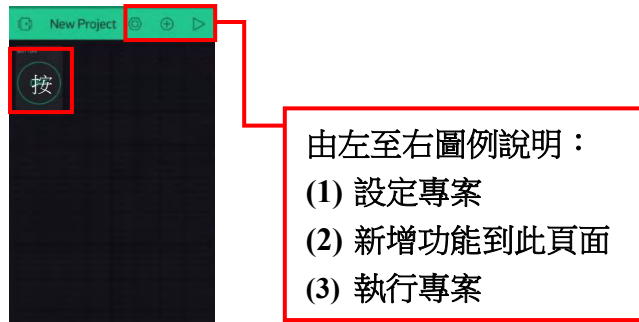 New Project
按
由左至右圖例說明：
(1) 設定專案
(2) 新增功能到此頁面
(3) 執行專案